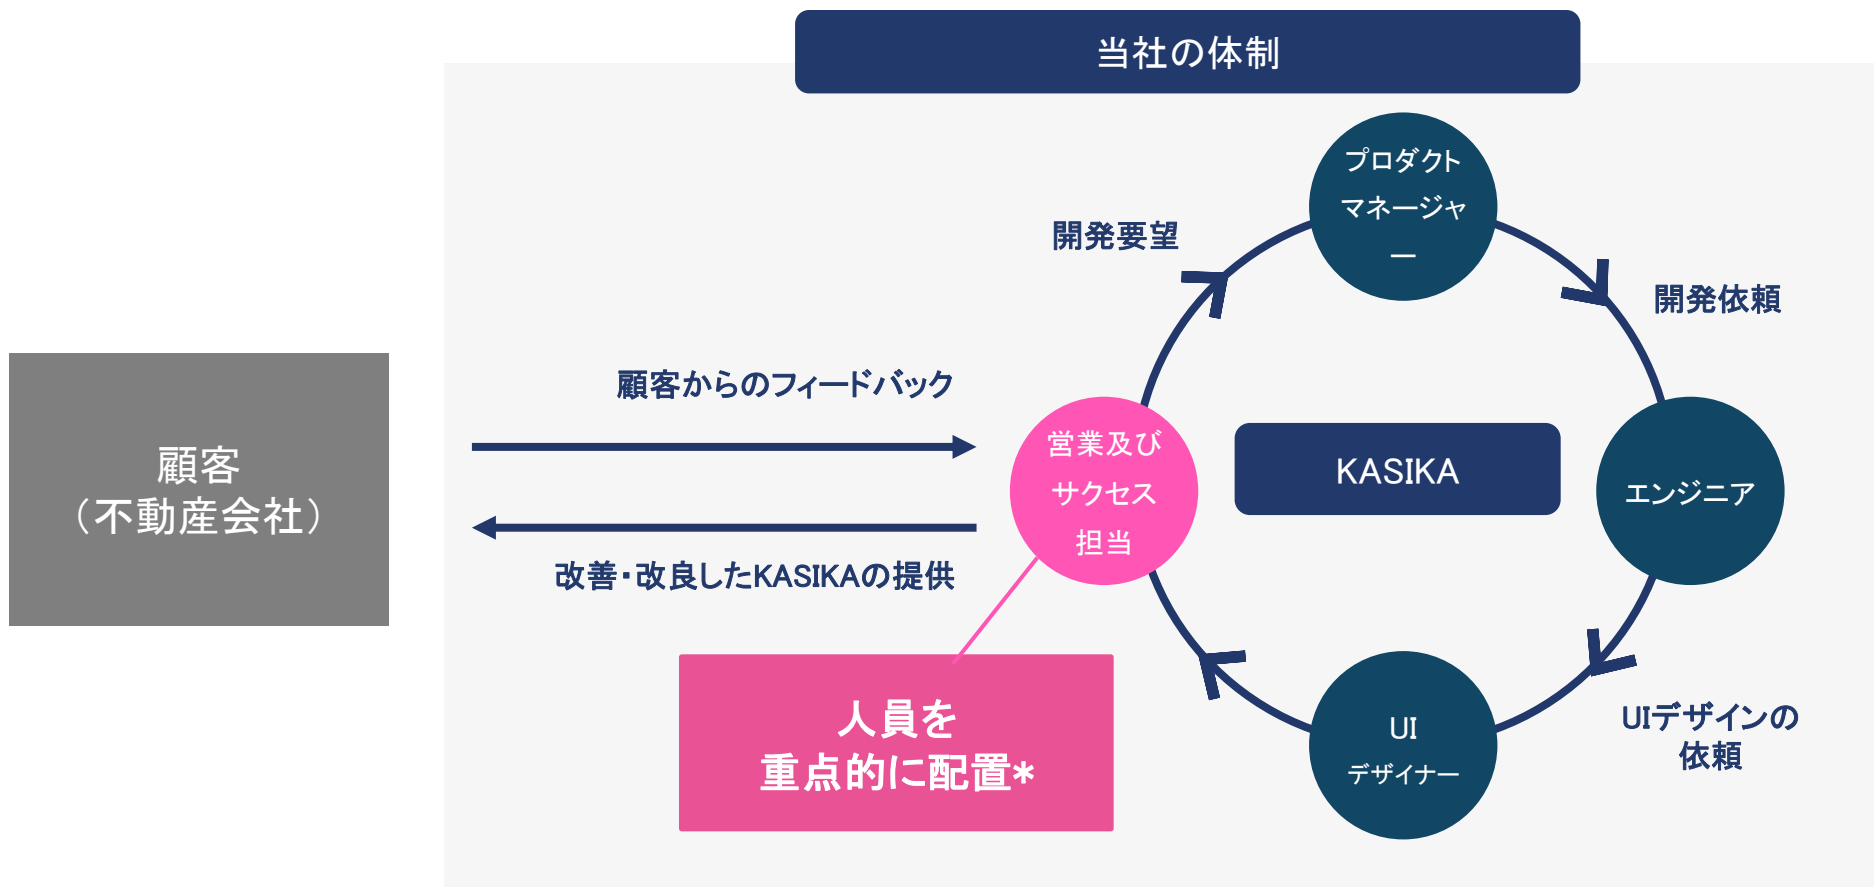 当社の体制
プロダクト
マネージャ
ー
開発要望
開発依頼
顧客からのフィードバック
顧客
（不動産会社）
営業及び
サクセス
担当
KASIKA
エンジニア
改善・改良したKASIKAの提供
人員を
重点的に配置*
UI
デザイナー
UIデザインの
依頼